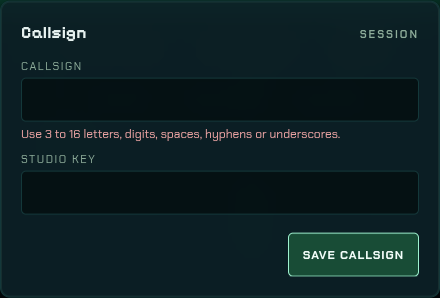 Callsign
SESSION
CALLSIGN
Use 3 to 16 letters, digits, spaces, hyphens or underscores.
STUDIO KEY
SAVE CALLSIGN